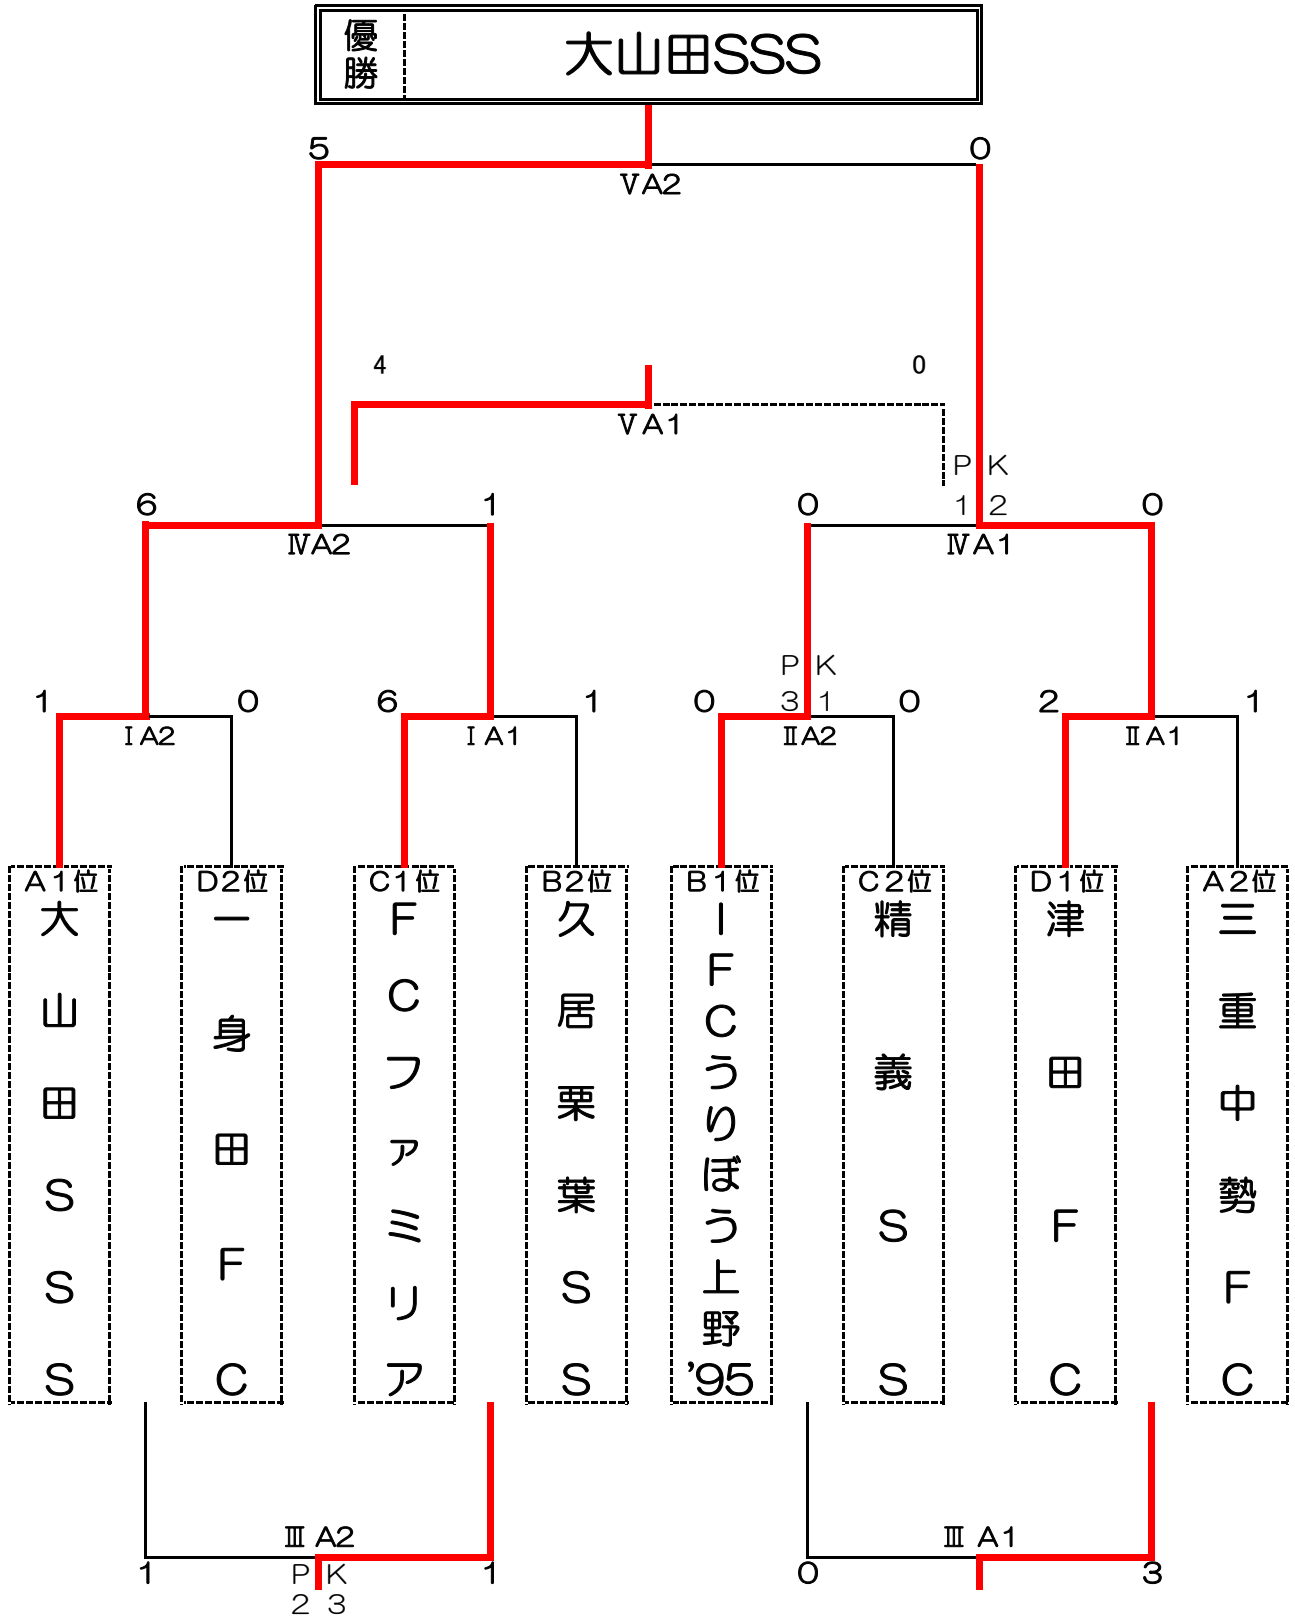 優勝 大山田SSS
5 0
ⅤA2
4 0
ⅤA1
PK
6 1 0 1 2 0
ⅣA2 ⅣA1
PK
1 0 6 1 0 3 1 0 2 1
ⅠA2 ⅠA1 ⅡA2 ⅡA1
A1位 D2位 C1位 B2位 B1位 C2位 D1位 A2位
大山田SSS
一身田FC
FCファミリア
久居栗葉SS
IFCうりぼう上野’95
精義SS
津田FC
三重中勢FC
ⅢA2 ⅢA1
1 PK 1 0 3
2 3